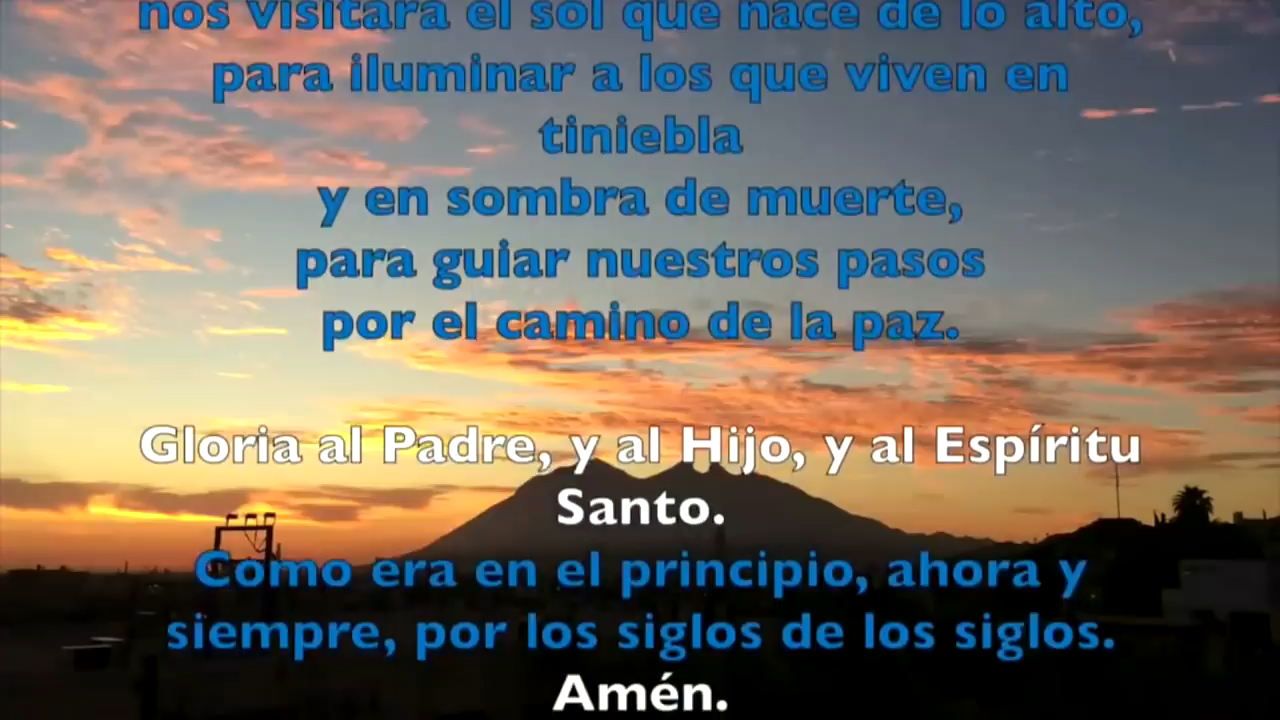 nos visitará el sol que nace de lo alto,
para iluminar a los que viven en
tiniebla
y en sombra de muerte,
para guiar nuestros pasos
por el camino de la paz.
Gloria al Padre, y al Hijo, y al Espíritu
Santo.
Como era en el principio, ahora y
siempre, por los siglos de los siglos.
Amén.